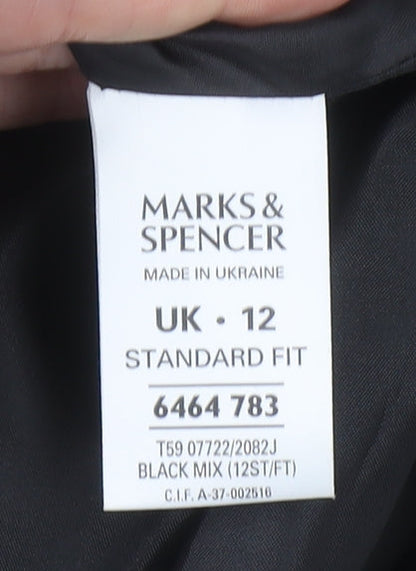 MARKS &
SPENCER
MADE IN UKRAINE
UK • 12
STANDARD FIT
6464 783
T59 07722/2082J
BLACK MIX (12ST/FT)
C.I.F. A-37-002516